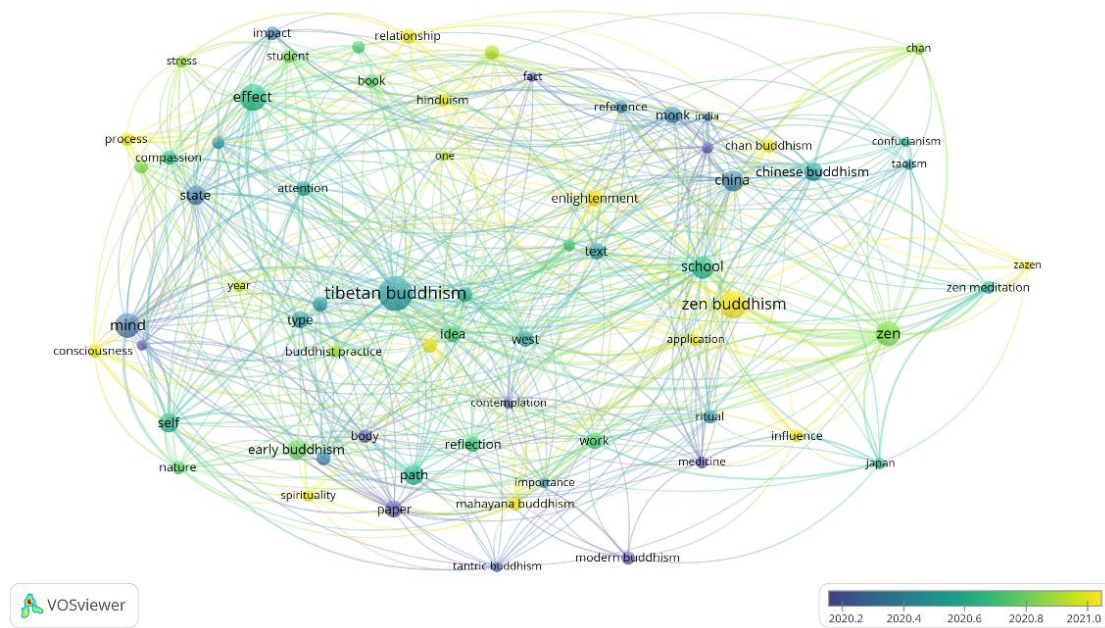 impact
relationship
chan
stress
student
fact
book
effect
hinduism
reference
monk
india
process
confucianism
chan buddhism
one
compassion
taoism
chinese buddhism
china
attention
state
enlightenment
text
school
zazen
year
zen meditation
tibetan buddhism
zen buddhism
type
mind
idea
west
application
zen
consciousness
buddhist practice
contemplation
ritual
self
body
influence
reflection
work
early buddhism
medicine
japan
nature
path
importance
spirituality
mahayana buddhism
paper
modern buddhism
tantric buddhism
VOSviewer
2020.2 2020.4 2020.6 2020.8 2021.0